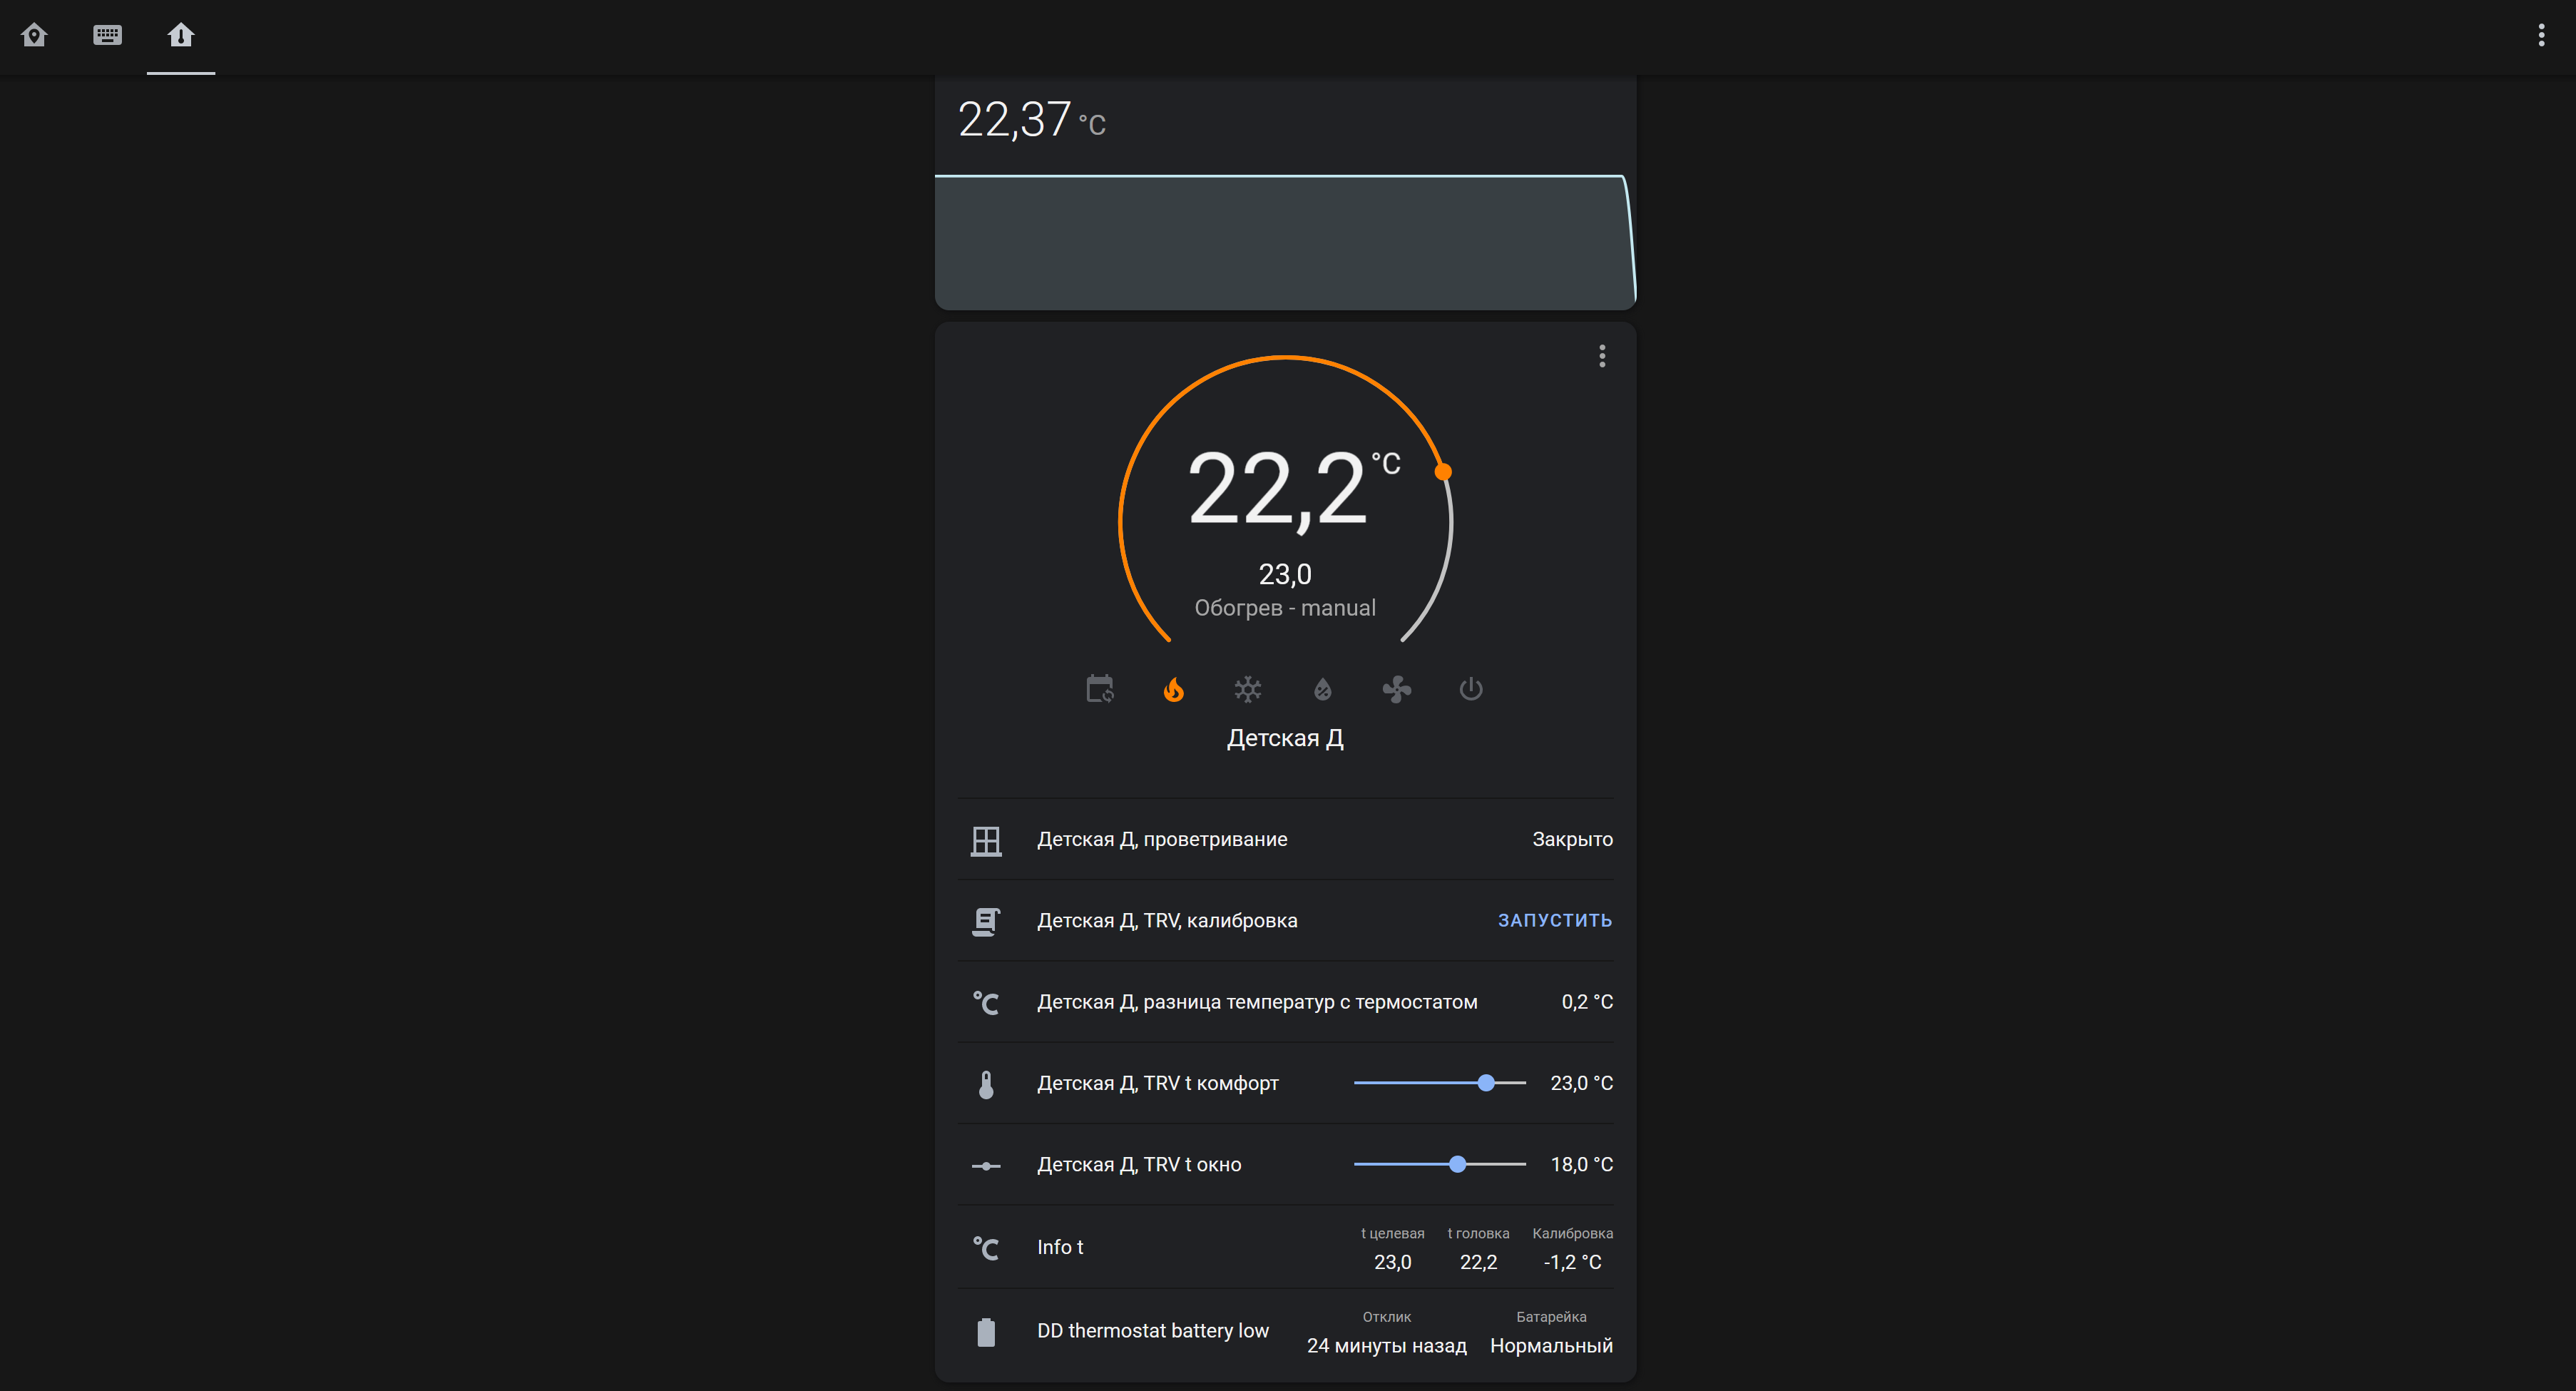 22,37 °C
22,2 °C
23,0
Обогрев - manual
Детская Д
Детская Д, проветривание Закрыто
Детская Д, TRV, калибровка ЗАПУСТИТЬ
Детская Д, разница температур с термостатом 0,2 °C
Детская Д, TRV t комфорт 23,0 °C
Детская Д, TRV t окно 18,0 °C
t целевая t головка Калибровка
Info t 23,0 22,2 -1,2 °C
Отклик Батарейка
DD thermostat battery low 24 минуты назад Нормальный